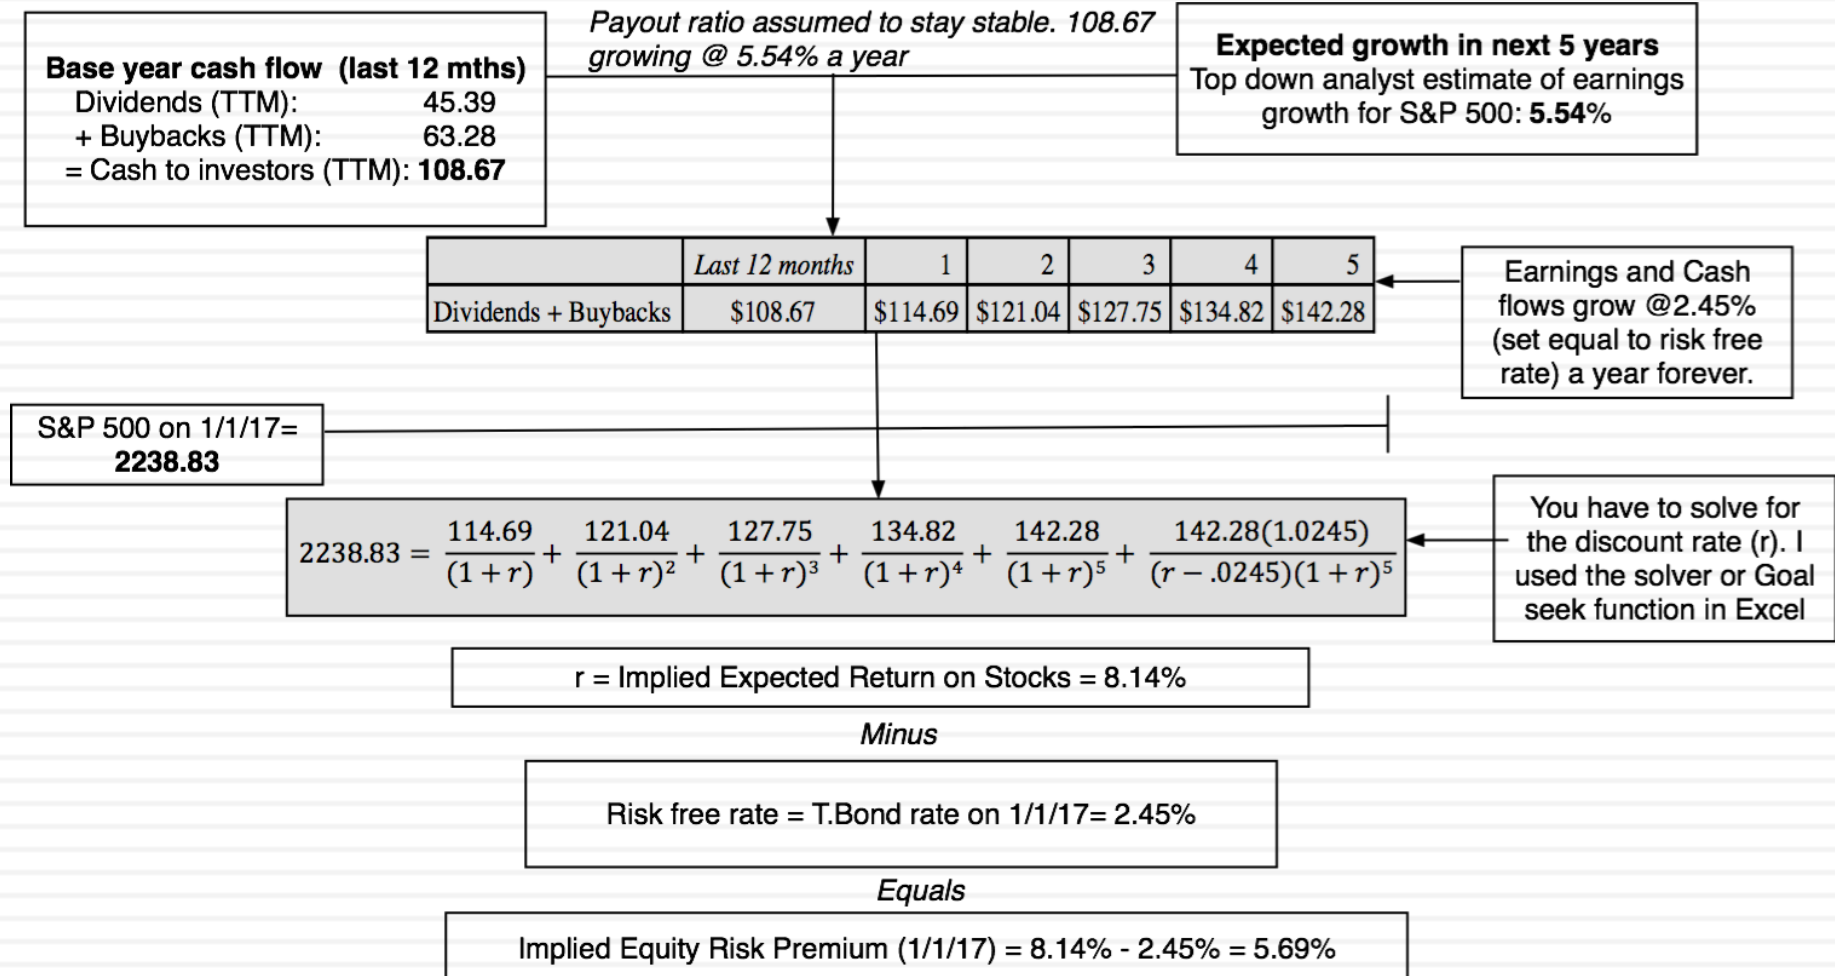 Payout ratio assumed to stay stable. 108.67
growing @ 5.54% a year
Base year cash flow (last 12 mths)
Dividends (TTM): 45.39
+ Buybacks (TTM): 63.28
= Cash to investors (TTM): 108.67
Expected growth in next 5 years
Top down analyst estimate of earnings
growth for S&P 500: 5.54%
Last 12 months 1 2 3 4 5
Dividends + Buybacks $108.67 $114.69 $121.04 $127.75 $134.82 $142.28
Earnings and Cash
flows grow @2.45%
(set equal to risk free
rate) a year forever.
S&P 500 on 1/1/17=
2238.83
2238.83 = 114.69/(1 + r) + 121.04/(1 + r)² + 127.75/(1 + r)³ + 134.82/(1 + r)⁴ + 142.28/(1 + r)⁵ + 142.28(1.0245)/(r − .0245)(1 + r)⁵
You have to solve for
the discount rate (r). I
used the solver or Goal
seek function in Excel
r = Implied Expected Return on Stocks = 8.14%
Minus
Risk free rate = T.Bond rate on 1/1/17= 2.45%
Equals
Implied Equity Risk Premium (1/1/17) = 8.14% - 2.45% = 5.69%